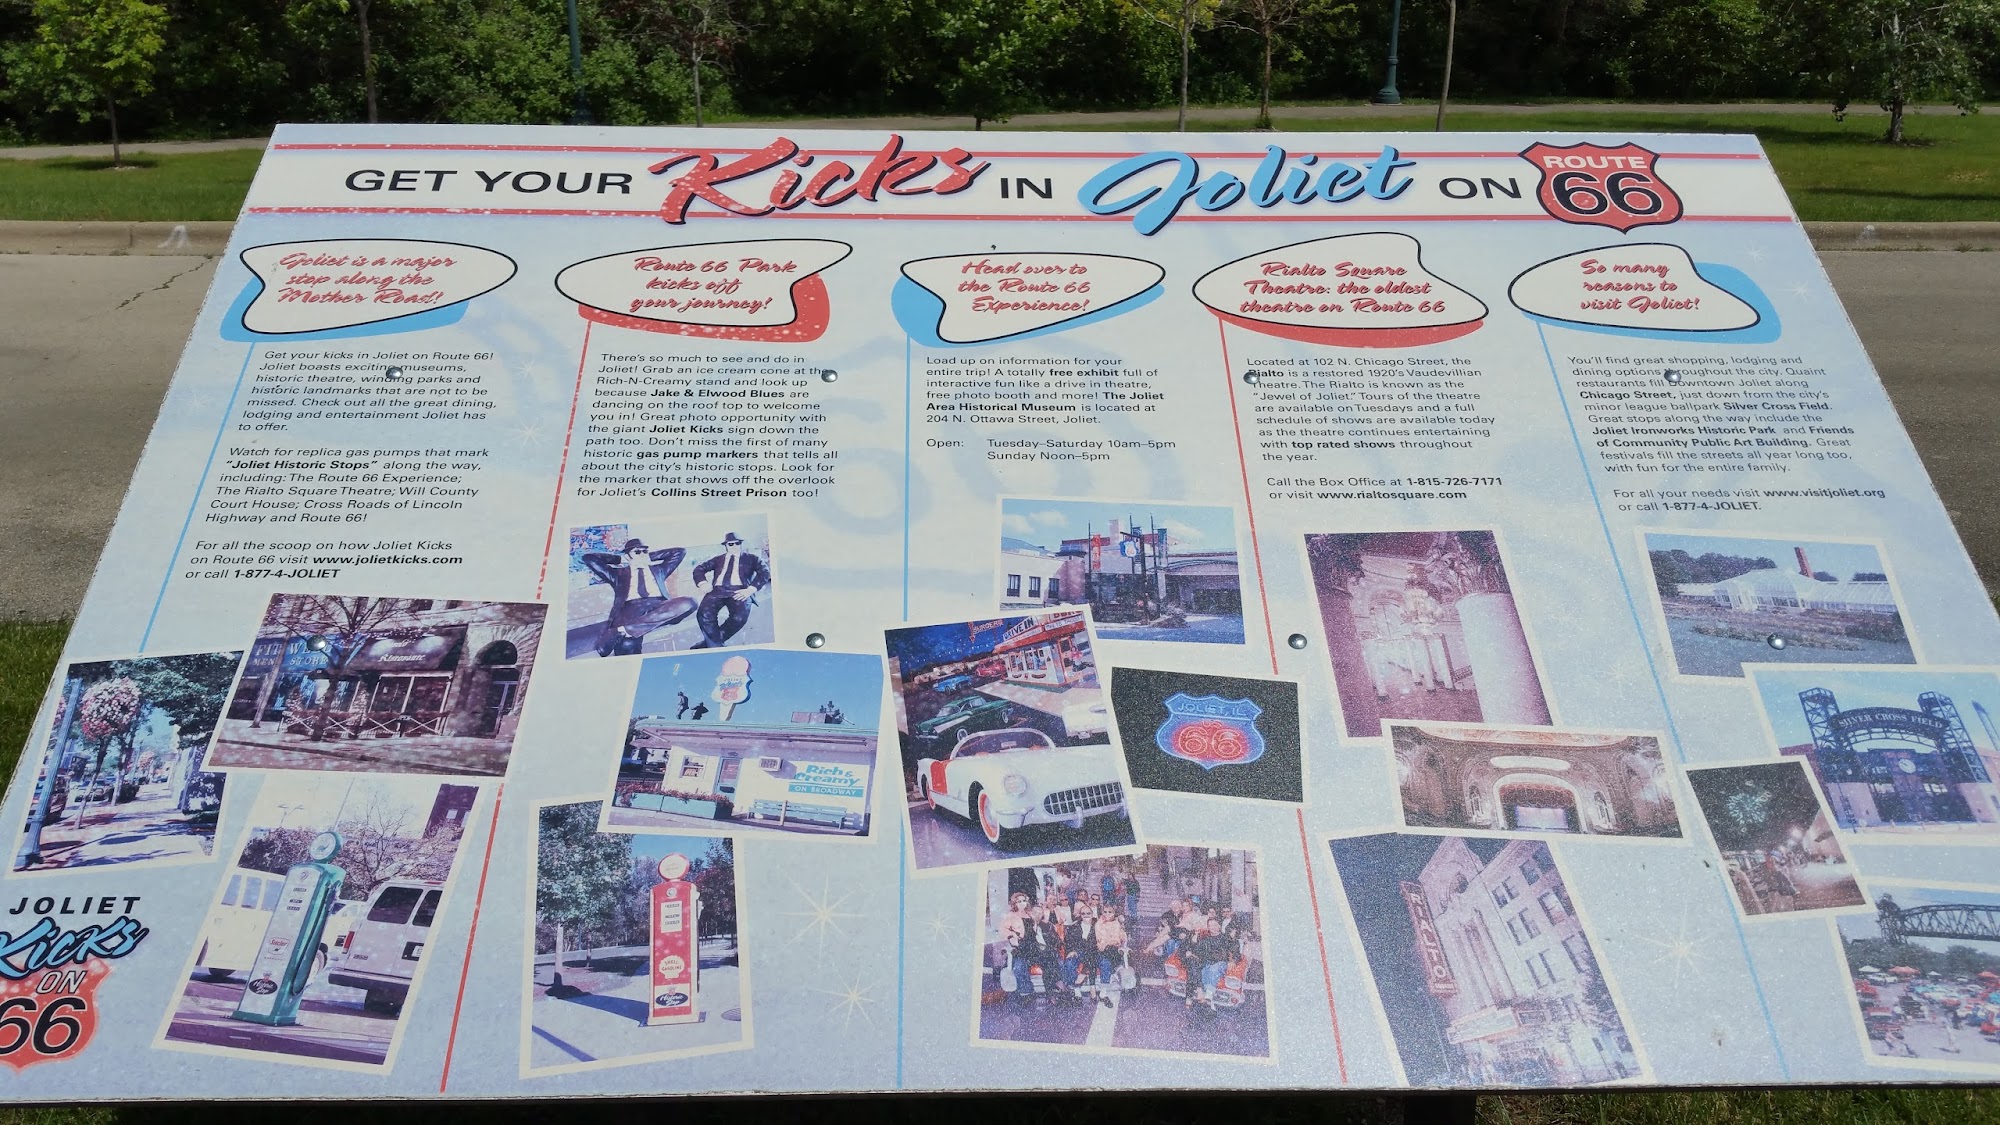 GET YOUR Kicks IN Joliet ON ROUTE 66
Joliet is a major
stop along the
Mother Road!
Get your kicks in Joliet on Route 66!
Joliet boasts exciting museums,
historic theatre, winding parks and
historic landmarks that are not to be
missed. Check out all the great dining,
lodging and entertainment Joliet has
to offer.
Watch for replica gas pumps that mark
"Joliet Historic Stops" along the way,
including: The Route 66 Experience;
The Rialto Square Theatre; Will County
Court House; Cross Roads of Lincoln
Highway and Route 66!
For all the scoop on how Joliet Kicks
on Route 66 visit www.jolietkicks.com
or call 1-877-4-JOLIET
Route 66 Park
kicks off
your journey!
There's so much to see and do in
Joliet! Grab an ice cream cone at the
Rich-N-Creamy stand and look up
because Jake & Elwood Blues are
dancing on the roof top to welcome
you in! Great photo opportunity with
the giant Joliet Kicks sign down the
path too. Don't miss the first of many
historic gas pump markers that tells all
about the city's historic stops. Look for
the marker that shows off the overlook
for Joliet's Collins Street Prison too!
Head over to
the Route 66
Experience!
Load up on information for your
entire trip! A totally free exhibit full of
interactive fun like a drive in theatre,
free photo booth and more! The Joliet
Area Historical Museum is located at
204 N. Ottawa Street, Joliet.
Open: Tuesday–Saturday 10am–5pm
Sunday Noon–5pm
Rialto Square
Theatre: the oldest
theatre on Route 66
Located at 102 N. Chicago Street, the
Rialto is a restored 1920's Vaudevillian
Theatre. The Rialto is known as the
"Jewel of Joliet." Tours of the theatre
are available on Tuesdays and a full
schedule of shows are available today
as the theatre continues entertaining
with top rated shows throughout
the year.
Call the Box Office at 1-815-726-7171
or visit www.rialtosquare.com
So many
reasons to
visit Joliet!
You'll find great shopping, lodging and
dining options throughout the city. Quaint
restaurants fill Downtown Joliet along
Chicago Street, just down from the city's
minor league ballpark Silver Cross Field.
Great stops along the way include the
Joliet Ironworks Historic Park and Friends
of Community Public Art Building. Great
festivals fill the streets all year long too,
with fun for the entire family.
For all your needs visit www.visitjoliet.org
or call 1-877-4-JOLIET.
MEN STORE
Rich &
Creamy
ON BROADWAY
DRIVE IN
JOLIET, IL
66
SILVER CROSS FIELD
RIALTO
JOLIET
Kicks
ON
66